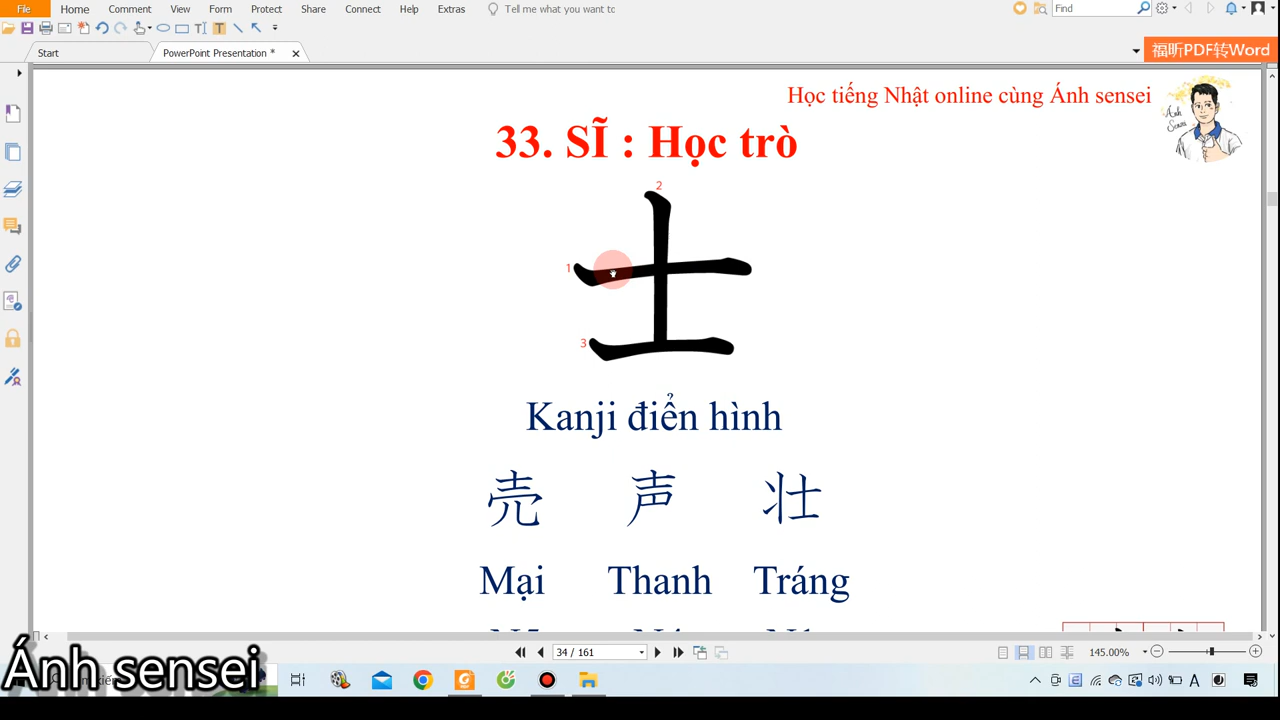 File Home Comment View Form Protect Share Connect Help Extras Tell me what you want to Find
Start PowerPoint Presentation * 福昕PDF转Word
Học tiếng Nhật online cùng Ánh sensei
Ánh Sensei
33. SĨ : Học trò
2
1
3
士
Kanji điển hình
売 声 壮
Mại Thanh Tráng
34 / 161
145.00%
Ánh sensei